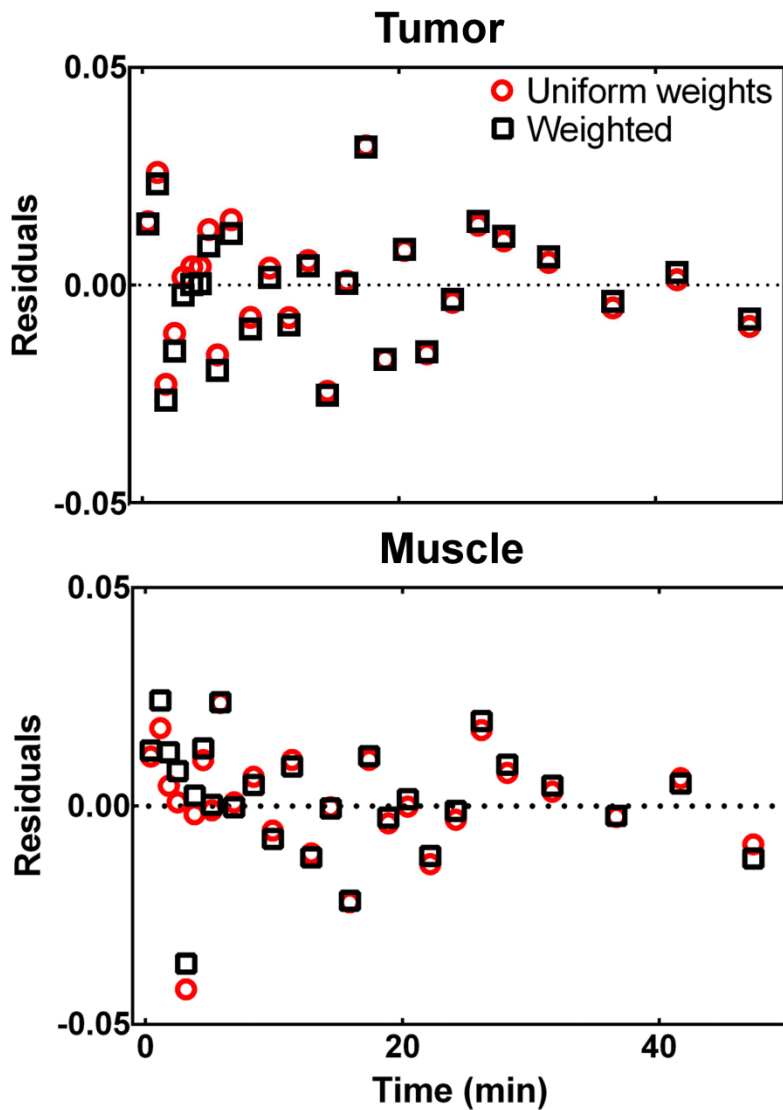 Tumor
0.05
Uniform weights
Weighted
Residuals
0.00
-0.05
Muscle
0.05
Residuals
0.00
-0.05
0
20
40
Time (min)